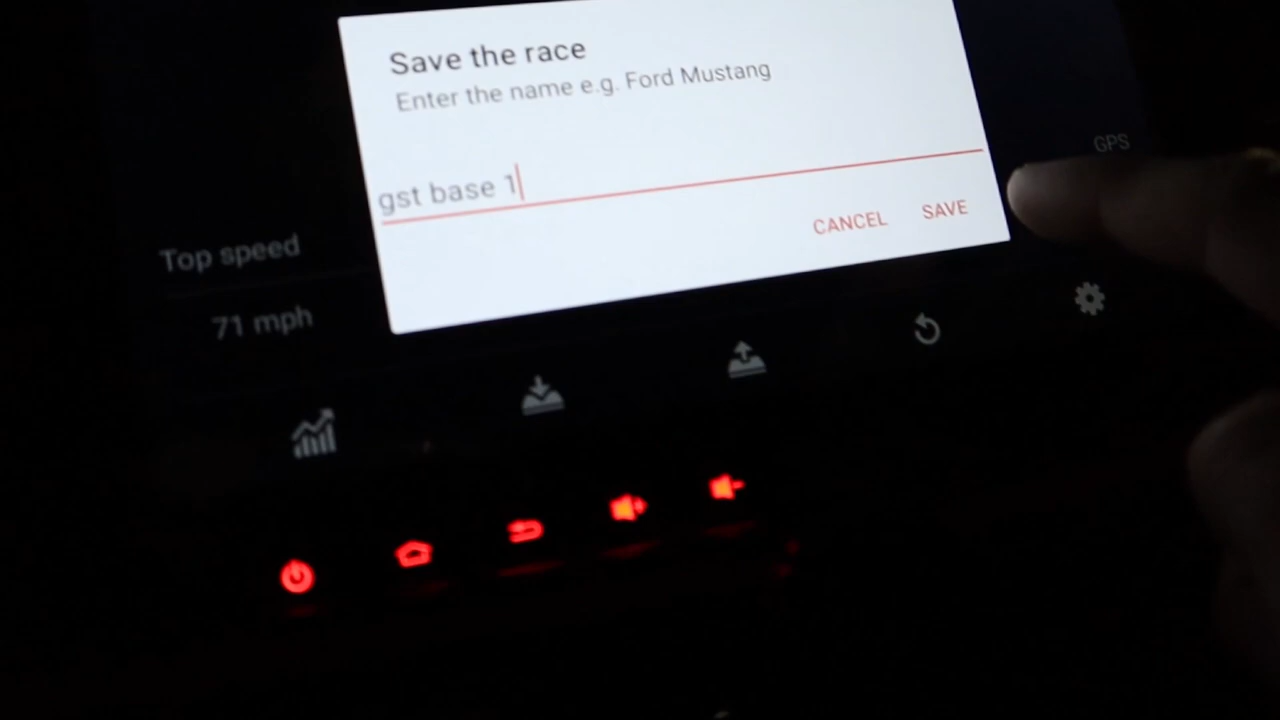 Save the race
Enter the name e.g. Ford Mustang
GPS
gst base 1
CANCEL SAVE
Top speed
71 mph